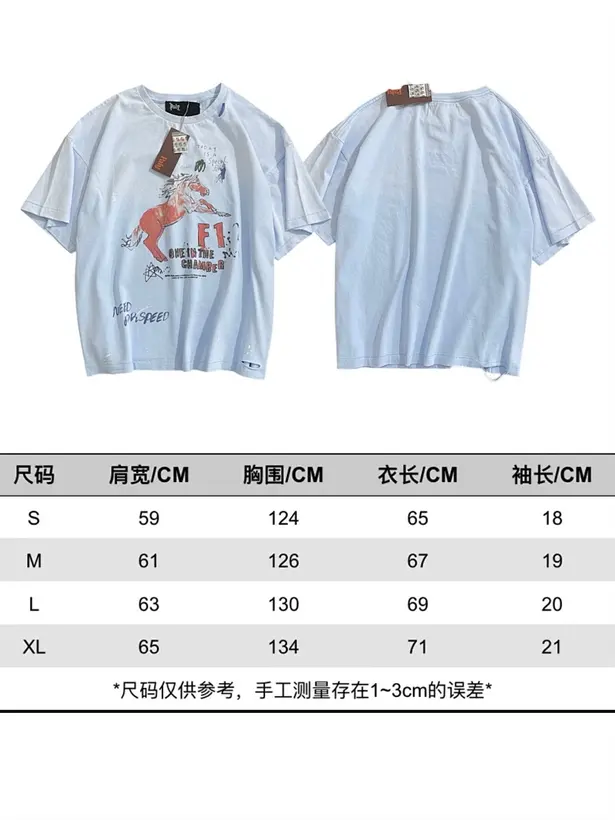 F1
ONE IN THE
CHAMBER
NEED
SPEED
尺码 肩宽/CM 胸围/CM 衣长/CM 袖长/CM
S 59 124 65 18
M 61 126 67 19
L 63 130 69 20
XL 65 134 71 21
*尺码仅供参考，手工测量存在1~3cm的误差*